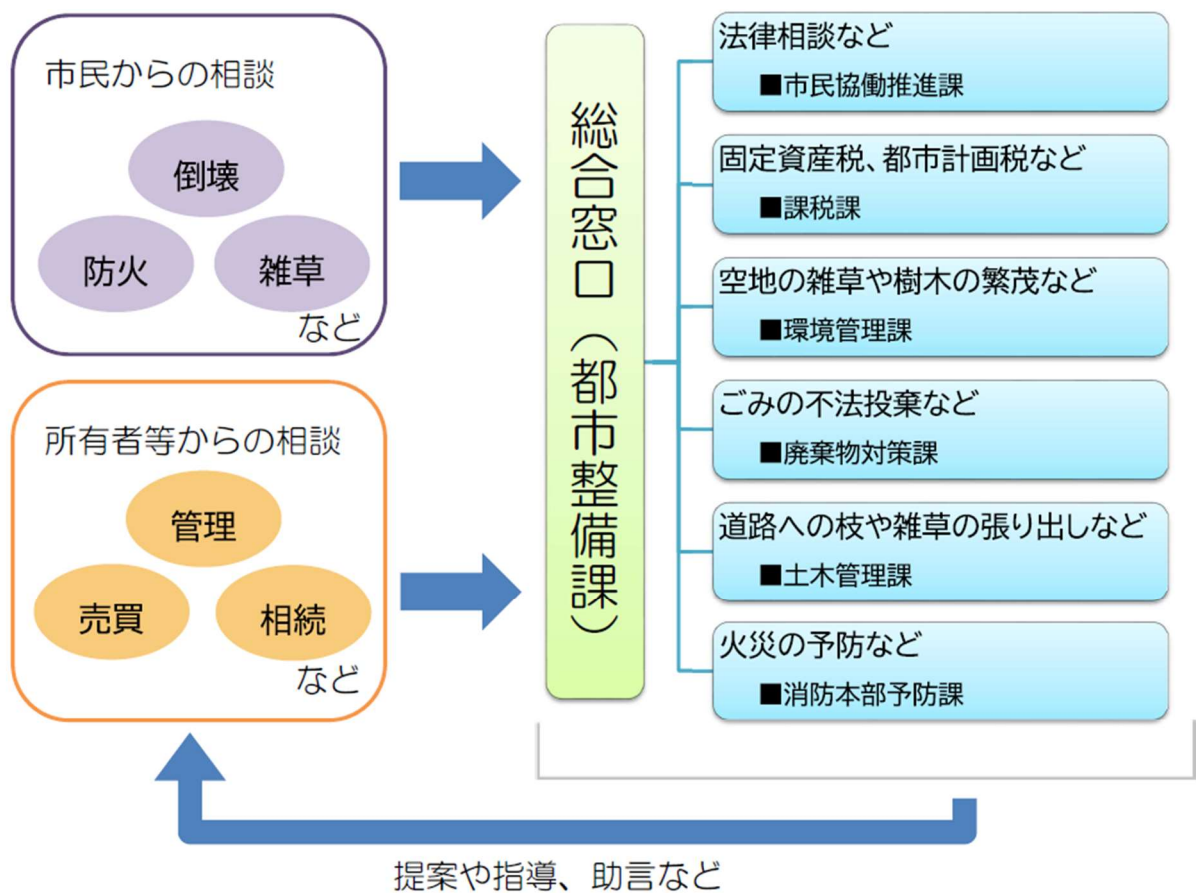 市民からの相談
倒壊
防火
雑草
など
所有者等からの相談
管理
売買
相続
など
総合窓口（都市整備課）
法律相談など
■市民協働推進課
固定資産税、都市計画税など
■課税課
空地の雑草や樹木の繁茂など
■環境管理課
ごみの不法投棄など
■廃棄物対策課
道路への枝や雑草の張り出しなど
■土木管理課
火災の予防など
■消防本部予防課
提案や指導、助言など